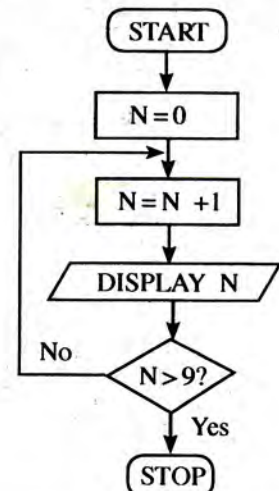 START
N=0
N=N +1
DISPLAY N
No
N>9?
Yes
STOP